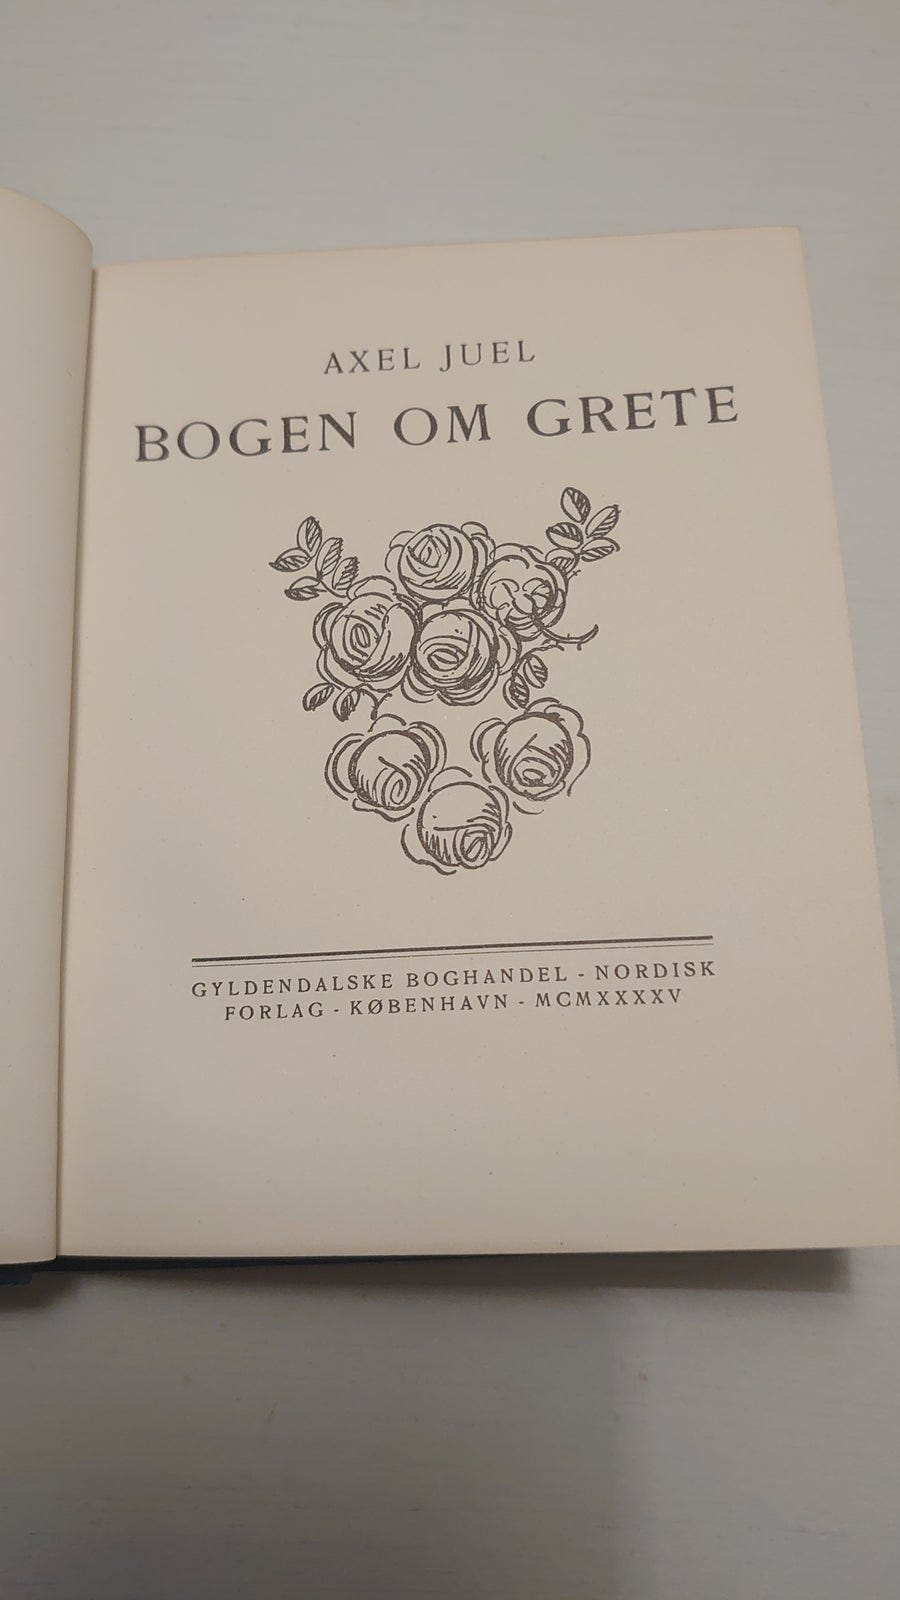 AXEL JUEL
BOGEN OM GRETE
GYLDENDALSKE BOGHANDEL - NORDISK
FORLAG - KØBENHAVN - MCMXXXXV